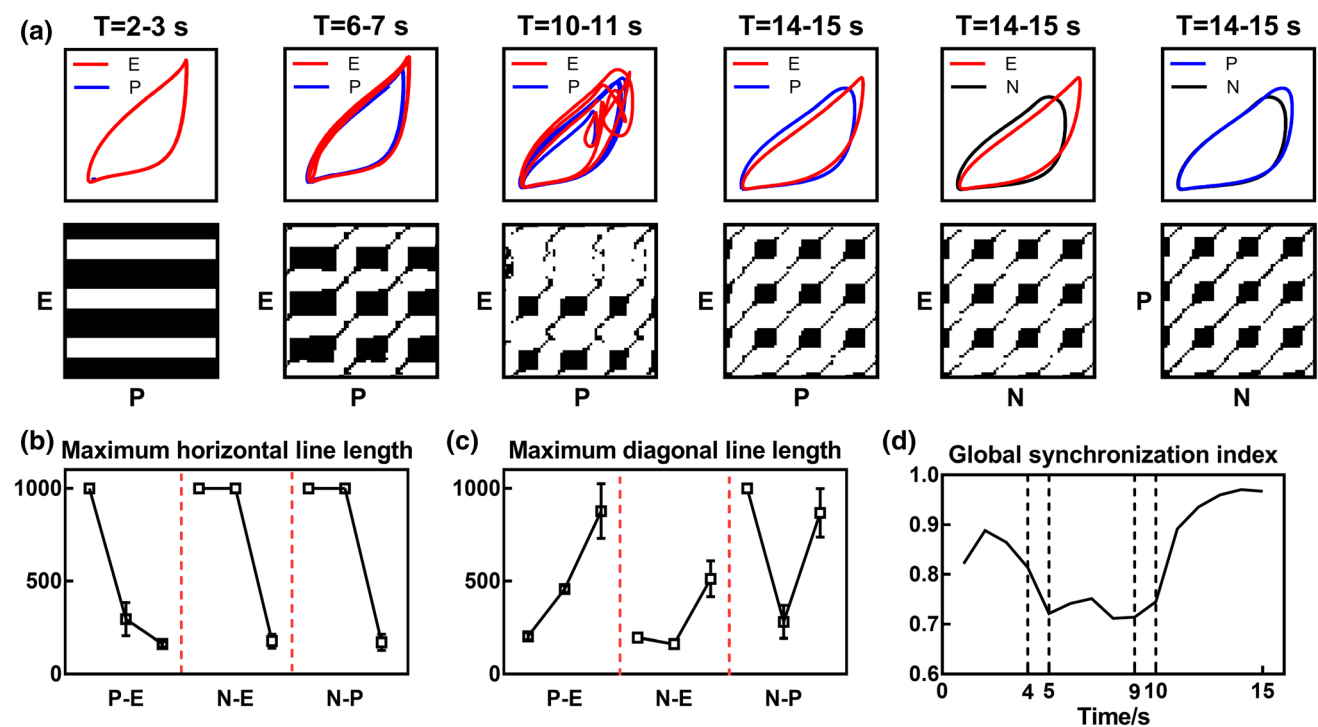 (a)
T=2-3 s
T=6-7 s
T=10-11 s
T=14-15 s
T=14-15 s
T=14-15 s
E
P
E
P
E
P
E
P
E
N
P
N
E
P
E
P
E
P
E
P
E
N
P
N
(b)
Maximum horizontal line length
1000
500
0
P-E
N-E
N-P
(c)
Maximum diagonal line length
1000
500
0
P-E
N-E
N-P
(d)
Global synchronization index
1.0
0.9
0.8
0.7
0.6
0
4
5
9
10
15
Time/s